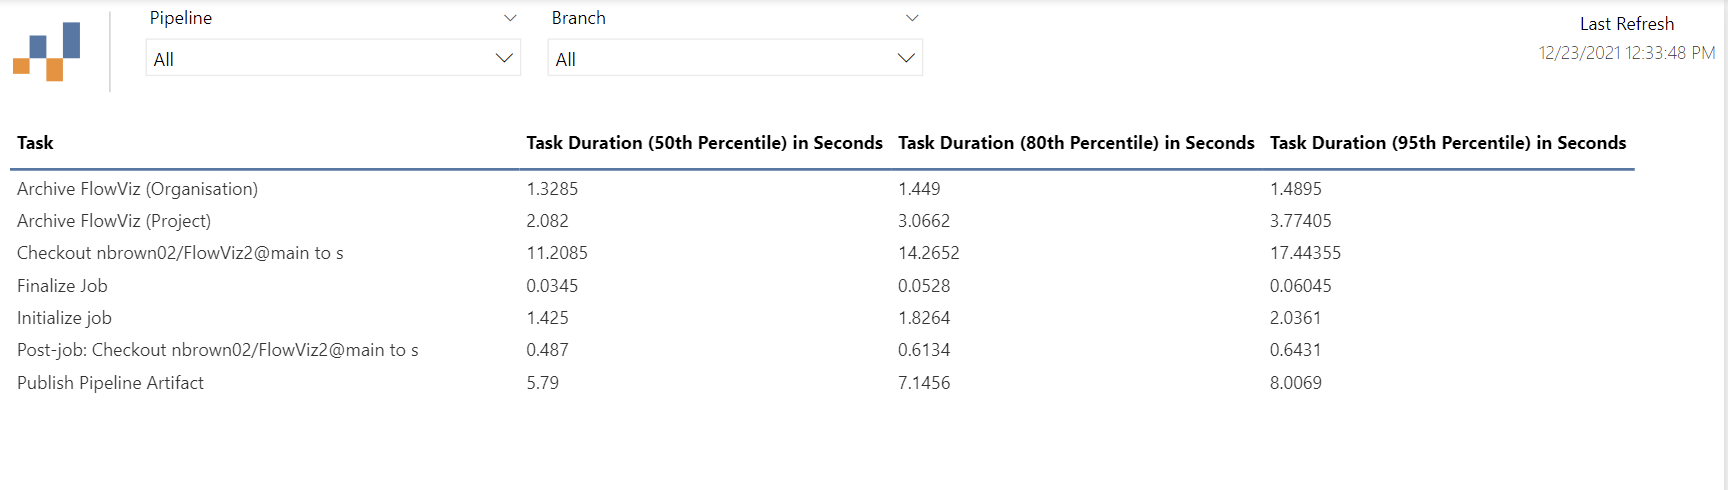 Pipeline Branch Last Refresh
All All 12/23/2021 12:33:48 PM
Task Task Duration (50th Percentile) in Seconds Task Duration (80th Percentile) in Seconds Task Duration (95th Percentile) in Seconds
Archive FlowViz (Organisation) 1.3285 1.449 1.4895
Archive FlowViz (Project) 2.082 3.0662 3.77405
Checkout nbrown02/FlowViz2@main to s 11.2085 14.2652 17.44355
Finalize Job 0.0345 0.0528 0.06045
Initialize job 1.425 1.8264 2.0361
Post-job: Checkout nbrown02/FlowViz2@main to s 0.487 0.6134 0.6431
Publish Pipeline Artifact 5.79 7.1456 8.0069